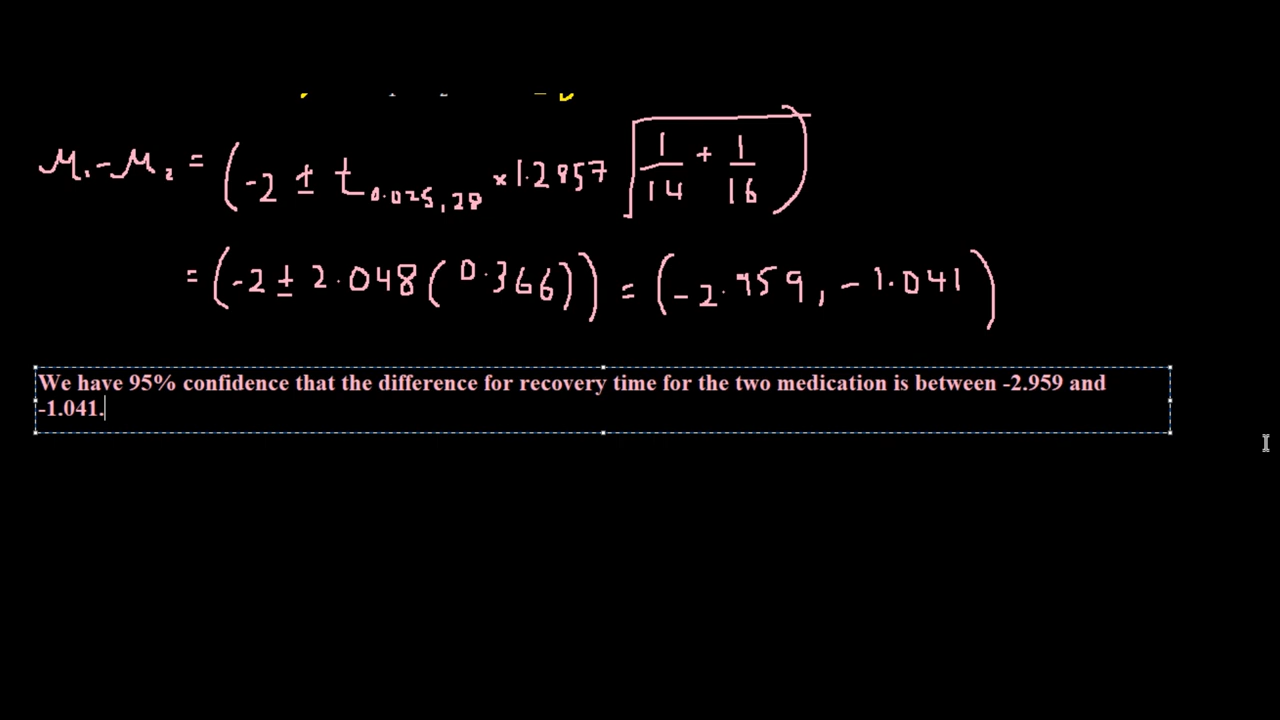 μ₁ - μ₂ = (-2 ± t₀.₀₂₅,₂₈ × 1.2857 √(1/14 + 1/16))
= (-2 ± 2.048(0.366)) = (-2.959, -1.041)
We have 95% confidence that the difference for recovery time for the two medication is between -2.959 and
-1.041.